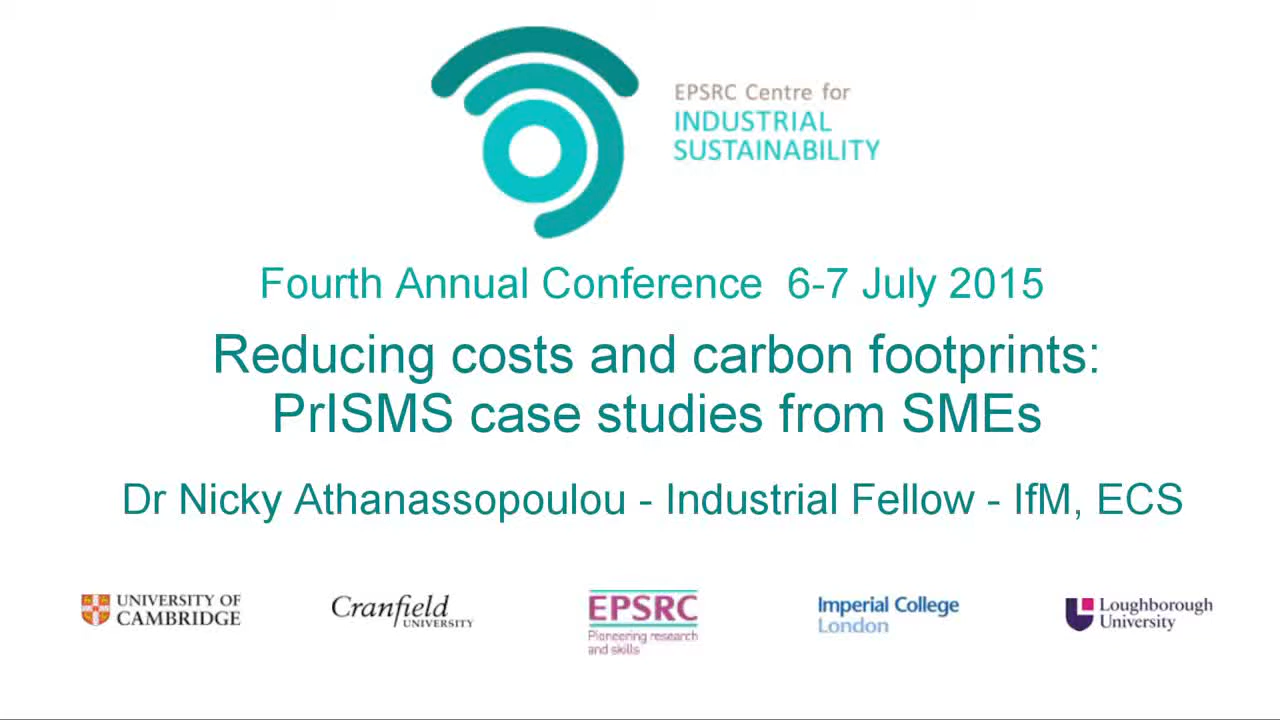 EPSRC Centre for
INDUSTRIAL
SUSTAINABILITY
Fourth Annual Conference 6-7 July 2015
Reducing costs and carbon footprints:
PrISMS case studies from SMEs
Dr Nicky Athanassopoulou - Industrial Fellow - IfM, ECS
UNIVERSITY OF
CAMBRIDGE
Cranfield
UNIVERSITY
EPSRC
Pioneering research
and skills
Imperial College
London
Loughborough
University